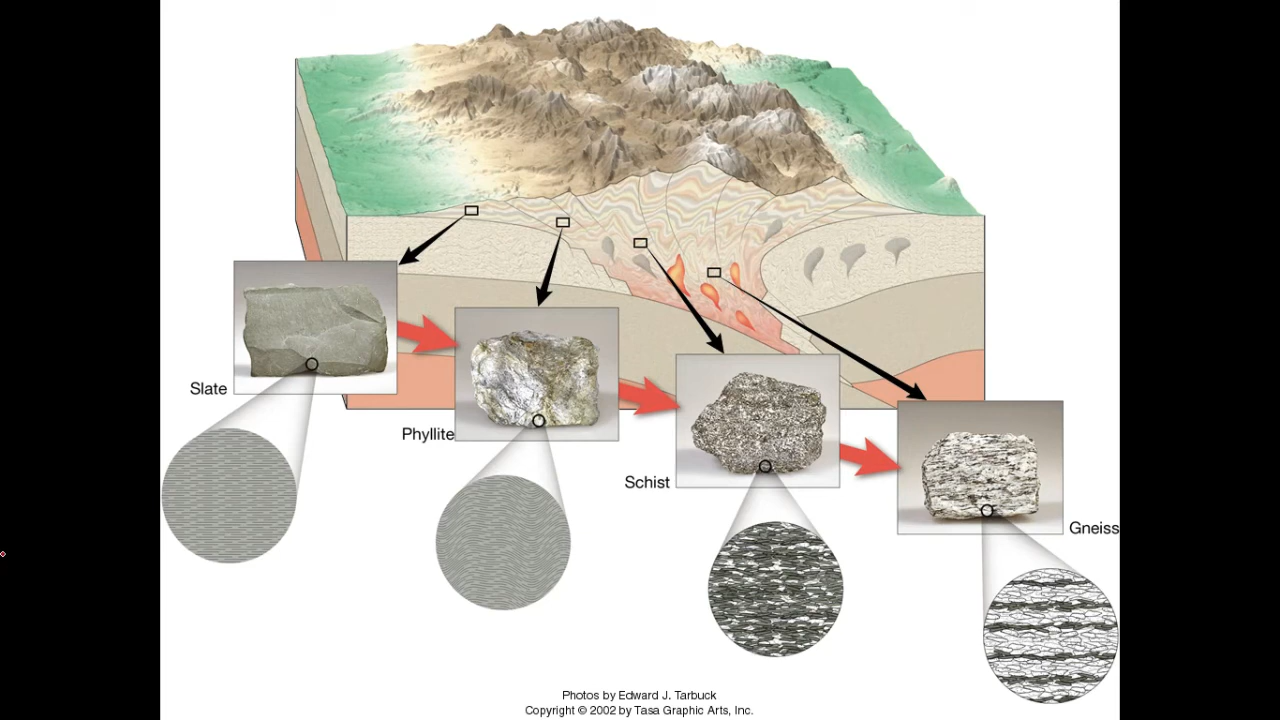 Slate
Phyllite
Schist
Gneiss
Photos by Edward J. Tarbuck
Copyright © 2002 by Tasa Graphic Arts, Inc.